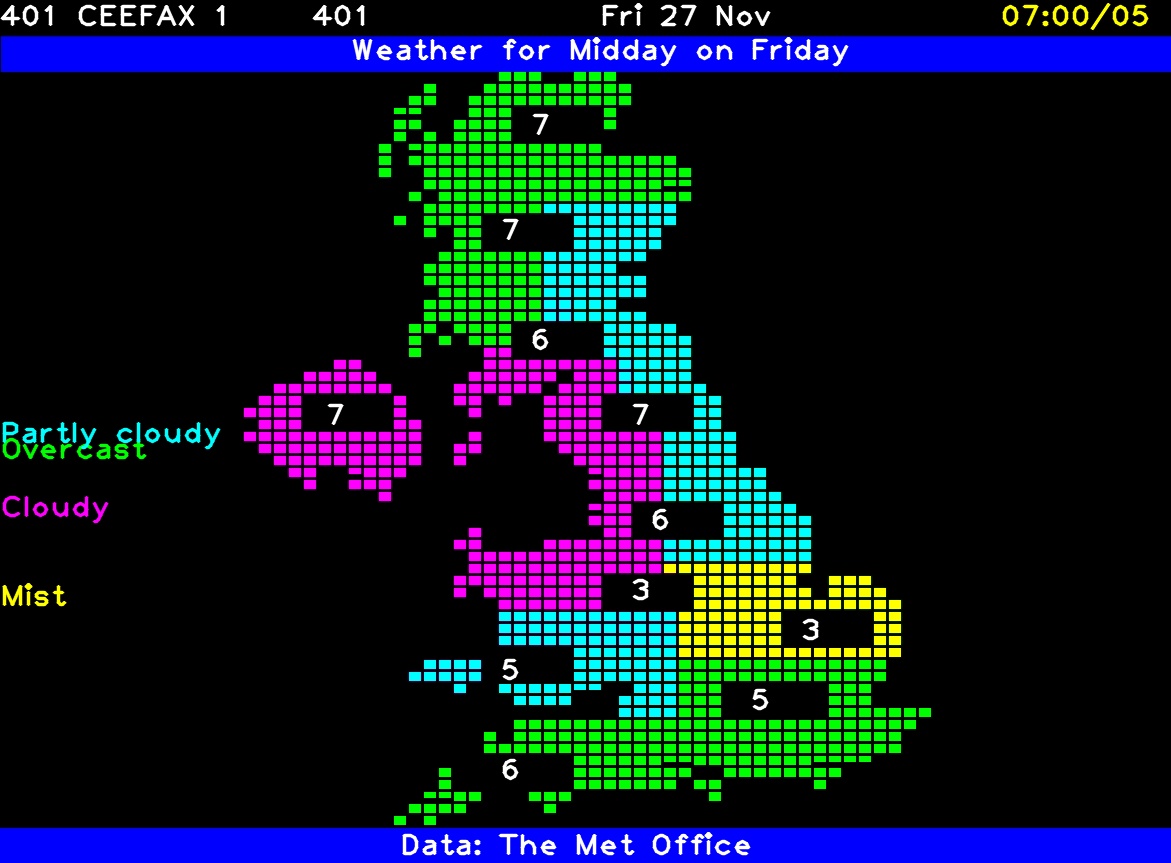 401 CEEFAX 1 401 Fri 27 Nov 07:00/05
Weather for Midday on Friday
7
7
6
7 7
Partly cloudy
Overcast
Cloudy
6
3
Mist
3
5
5
6
Data: The Met Office